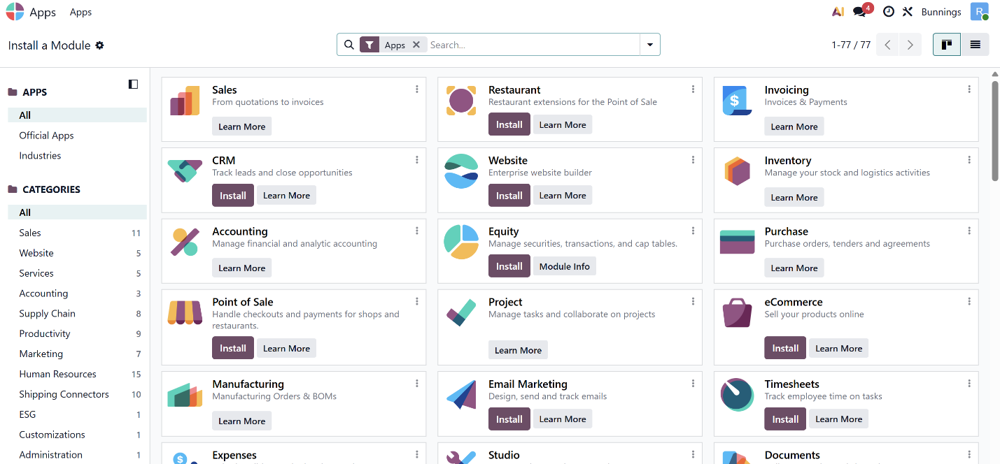 Apps Apps AI 4 Bunnings R
Install a Module Apps Search... 1-77 / 77
APPS
All
Official Apps
Industries
CATEGORIES
All
Sales 11
Website 5
Services 5
Accounting 3
Supply Chain 8
Productivity 9
Marketing 7
Human Resources 15
Shipping Connectors 10
ESG 1
Customizations 1
Administration 1
Sales
From quotations to invoices
Learn More
Restaurant
Restaurant extensions for the Point of Sale
Install Learn More
Invoicing
Invoices & Payments
Learn More
CRM
Track leads and close opportunities
Install Learn More
Website
Enterprise website builder
Install Learn More
Inventory
Manage your stock and logistics activities
Learn More
Accounting
Manage financial and analytic accounting
Learn More
Equity
Manage securities, transactions, and cap tables.
Install Module Info
Purchase
Purchase orders, tenders and agreements
Learn More
Point of Sale
Handle checkouts and payments for shops and
restaurants.
Install Learn More
Project
Manage tasks and collaborate on projects
Learn More
eCommerce
Sell your products online
Install Learn More
Manufacturing
Manufacturing Orders & BOMs
Learn More
Email Marketing
Design, send and track emails
Install Learn More
Timesheets
Track employee time on tasks
Install Learn More
Expenses
Studio
Documents